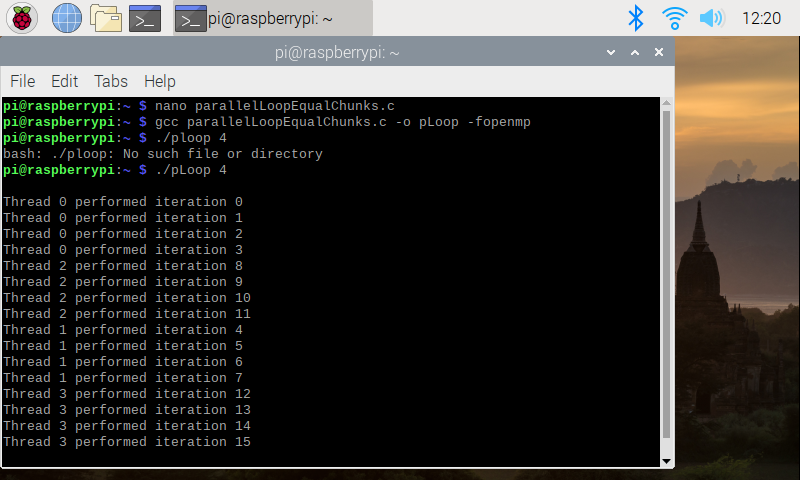 pi@raspberrypi: ~
12:20
pi@raspberrypi: ~
File Edit Tabs Help
pi@raspberrypi:~ $ nano parallelLoopEqualChunks.c
pi@raspberrypi:~ $ gcc parallelLoopEqualChunks.c -o pLoop -fopenmp
pi@raspberrypi:~ $ ./ploop 4
bash: ./ploop: No such file or directory
pi@raspberrypi:~ $ ./pLoop 4
Thread 0 performed iteration 0
Thread 0 performed iteration 1
Thread 0 performed iteration 2
Thread 0 performed iteration 3
Thread 2 performed iteration 8
Thread 2 performed iteration 9
Thread 2 performed iteration 10
Thread 2 performed iteration 11
Thread 1 performed iteration 4
Thread 1 performed iteration 5
Thread 1 performed iteration 6
Thread 1 performed iteration 7
Thread 3 performed iteration 12
Thread 3 performed iteration 13
Thread 3 performed iteration 14
Thread 3 performed iteration 15